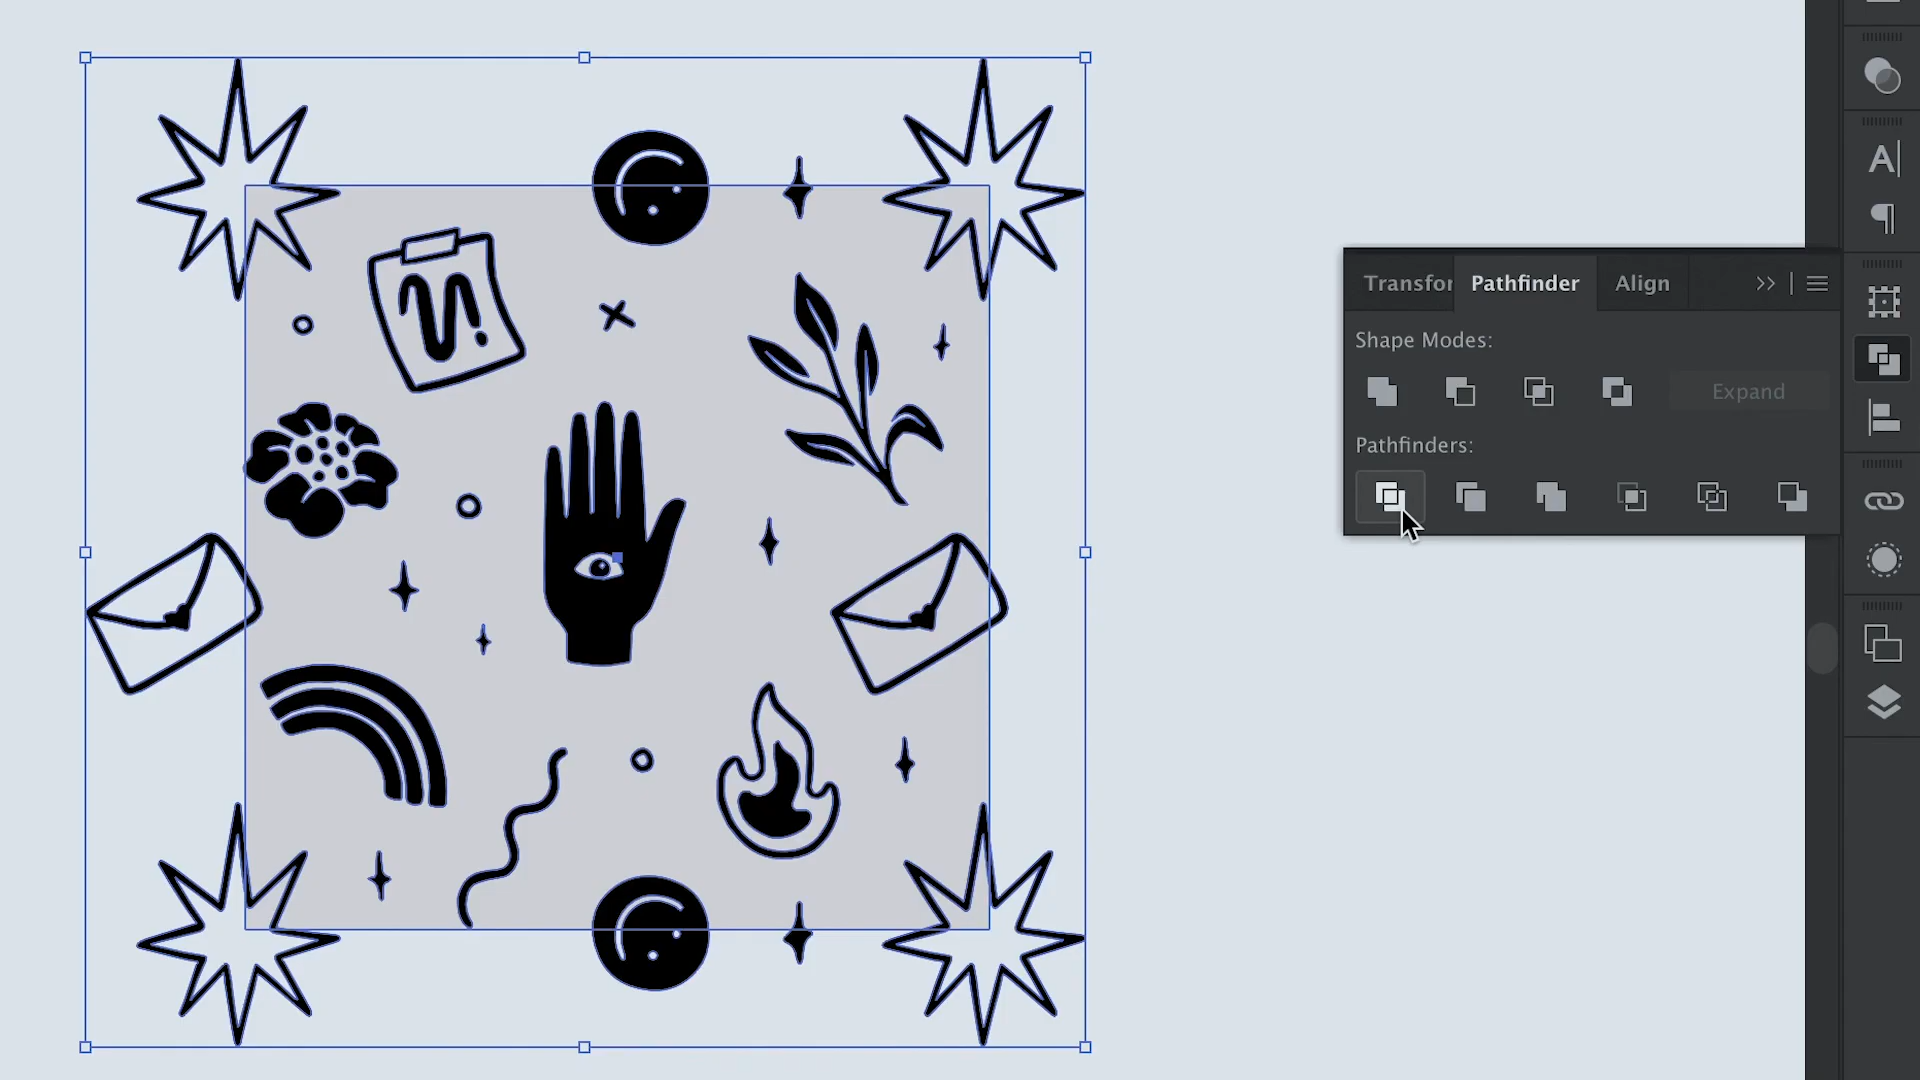 Transfor
Pathfinder
Align
Shape Modes:
Expand
Pathfinders: